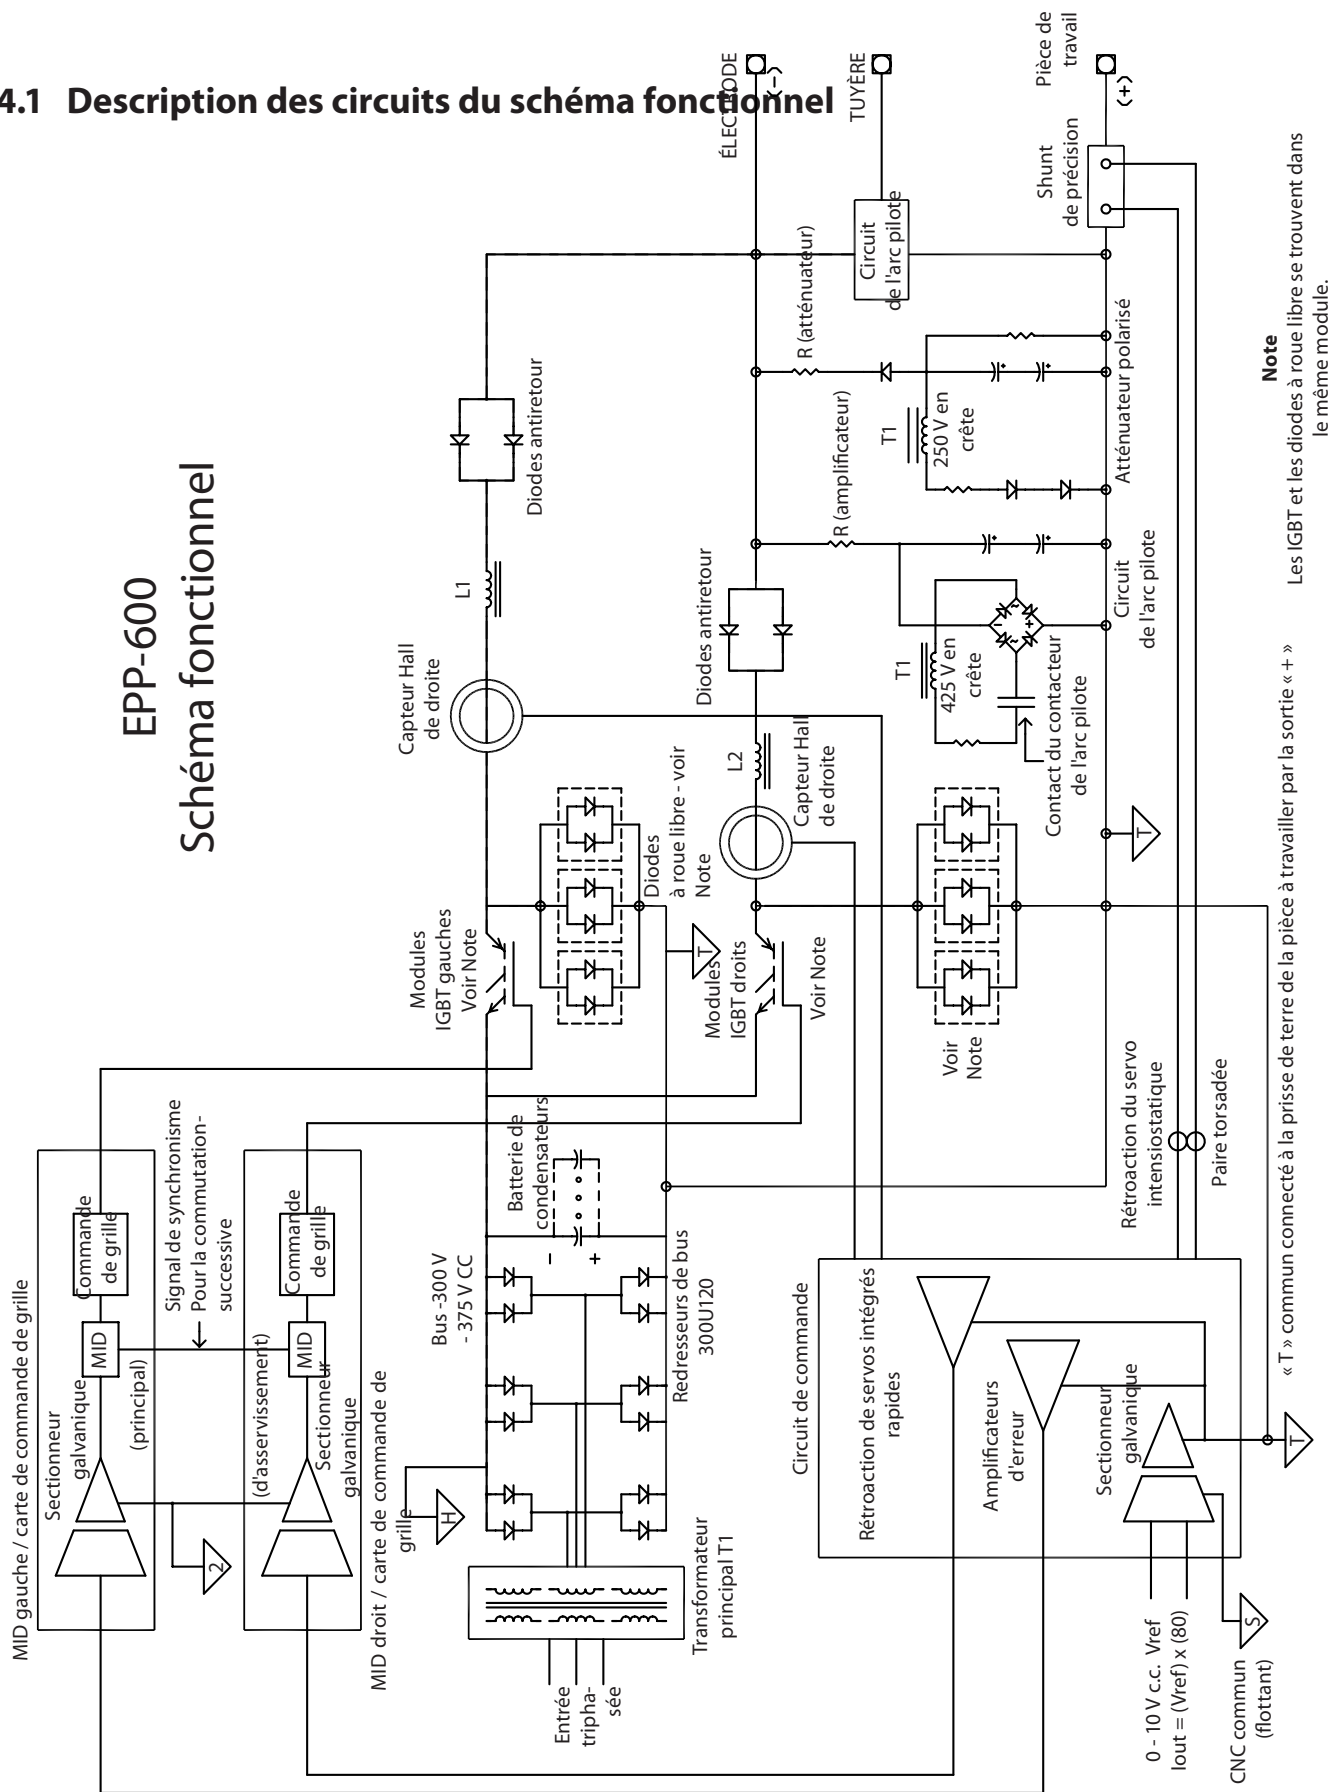 4.1 Description des circuits du schéma fonctionnel
EPP-600
Schéma fonctionnel
MID gauche / carte de commande de grille
Sectionneur
galvanique
MID
(principal)
Commande
de grille
Signal de synchronisme
Pour la commutation-
successive
2
MID droit / carte de commande de
grille
(d'asservissement)
Sectionneur
galvanique
MID
Commande
de grille
H
Entrée
tripha-
sée
Transformateur
principal T1
Bus -300 V
- 375 V CC
Redresseurs de bus
300U120
Batterie de
condensateurs
-
+
Modules
IGBT gauches
Voir Note
Diodes
à roue libre - voir
Note
T
Capteur Hall
de droite
L1
Diodes antiretour
Modules
IGBT droits
Voir Note
Voir
Note
Capteur Hall
de droite
L2
Diodes antiretour
T
Contact du contacteur
de l'arc pilote
T1
425 V en
crête
-
+
~
~
R (amplificateur)
Circuit
de l'arc pilote
T1
250 V en
crête
R (atténuateur)
Atténuateur polarisé
Circuit
de l'arc pilote
ÉLECTRODE
(-)
TUYÈRE
Pièce de
travail
(+)
Shunt
de précision
Circuit de commande
Rétroaction de servos intégrés
rapides
Amplificateurs
d'erreur
Sectionneur
galvanique
Rétroaction du servo
intensiostatique
Paire torsadée
0 - 10 V c.c. Vref
Iout = (Vref) x (80)
CNC commun
(flottant)
S
T
« T » commun connecté à la prisse de terre de la pièce à travailler par la sortie « + »
Note
Les IGBT et les diodes à roue libre se trouvent dans
le même module.